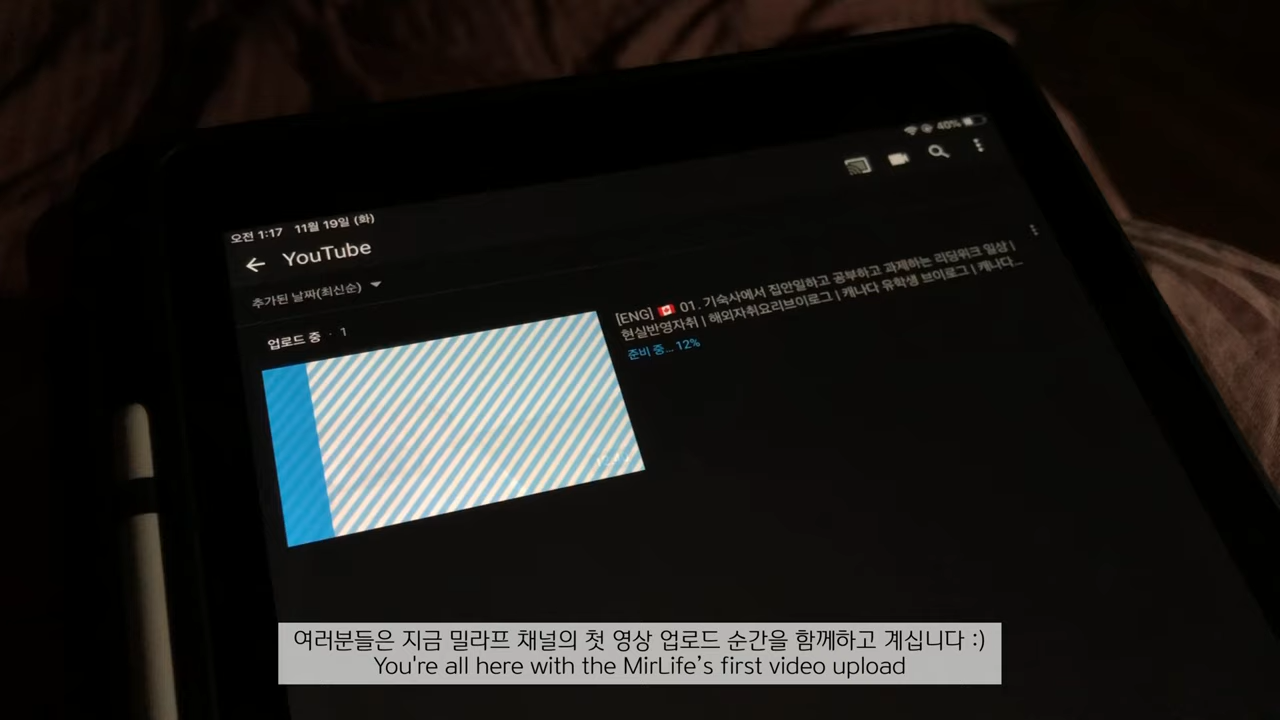 40%
오전 1:17 11월 19일 (화)
YouTube
추가된 날짜(최신순)
업로드 중 · 1
[ENG] 🇨🇦 01. 기숙사에서 집안일하고 공부하고 과제하는 리딩위크 일상 |
현실반영자취 | 해외자취요리브이로그 | 캐나다 유학생 브이로그 | 캐나다...
준비 중... 12%
여러분들은 지금 밀라프 채널의 첫 영상 업로드 순간을 함께하고 계십니다 :)
You're all here with the MirLife's first video upload